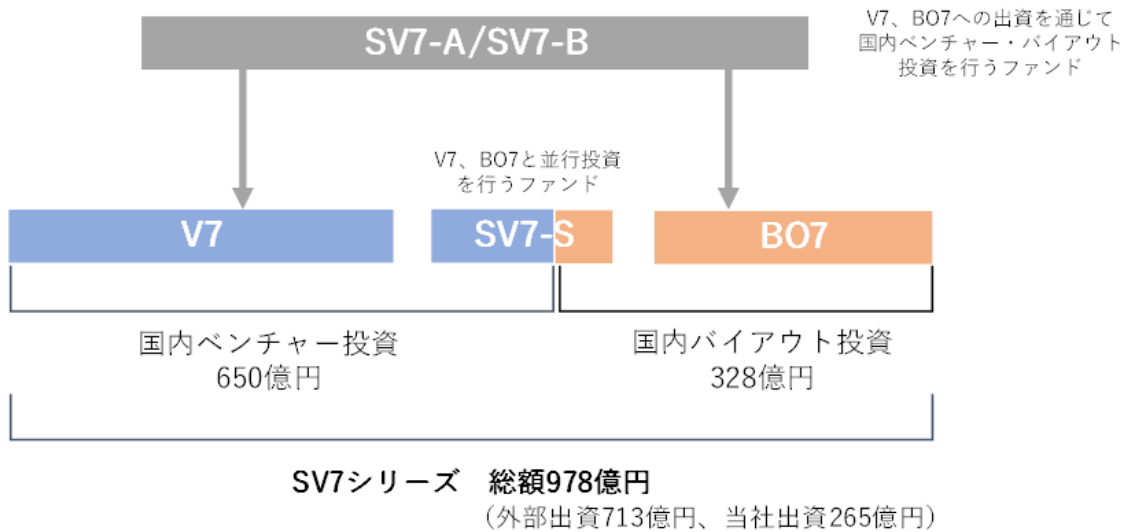 SV7-A/SV7-B
V7、BO7への出資を通じて
国内ベンチャー・バイアウト
投資を行うファンド
V7、BO7と並行投資
を行うファンド
V7
SV7-S
BO7
国内ベンチャー投資
650億円
国内バイアウト投資
328億円
SV7シリーズ　総額978億円
（外部出資713億円、当社出資265億円）